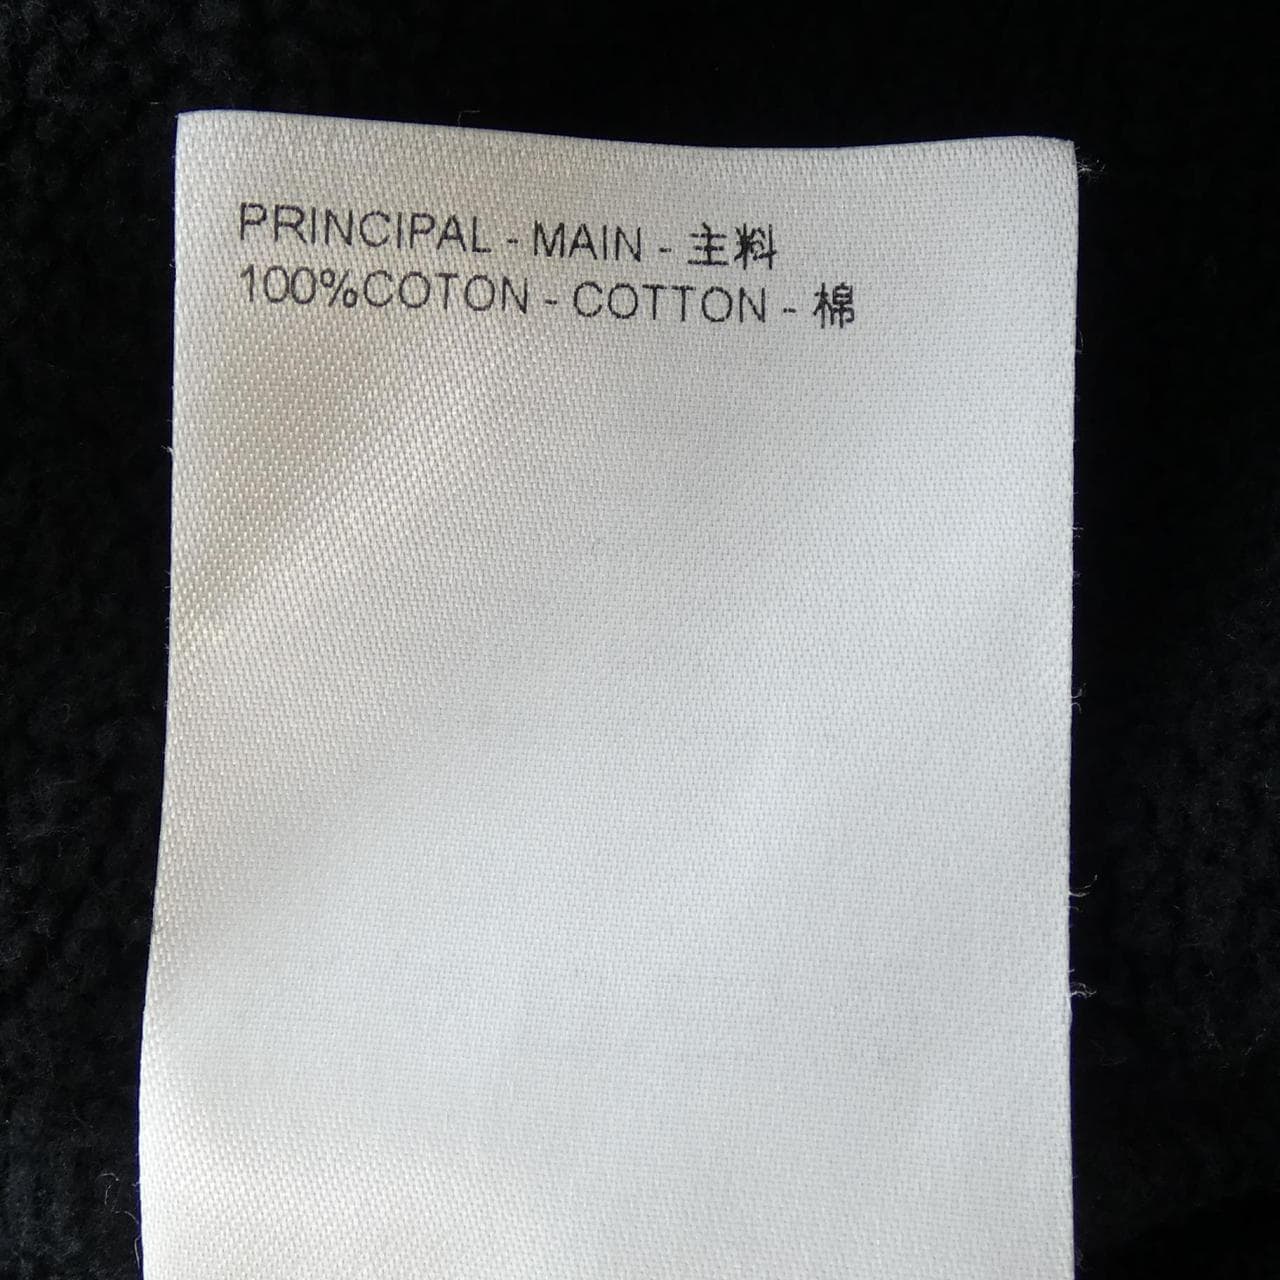 PRINCIPAL - MAIN - 主料
100%COTON - COTTON - 棉